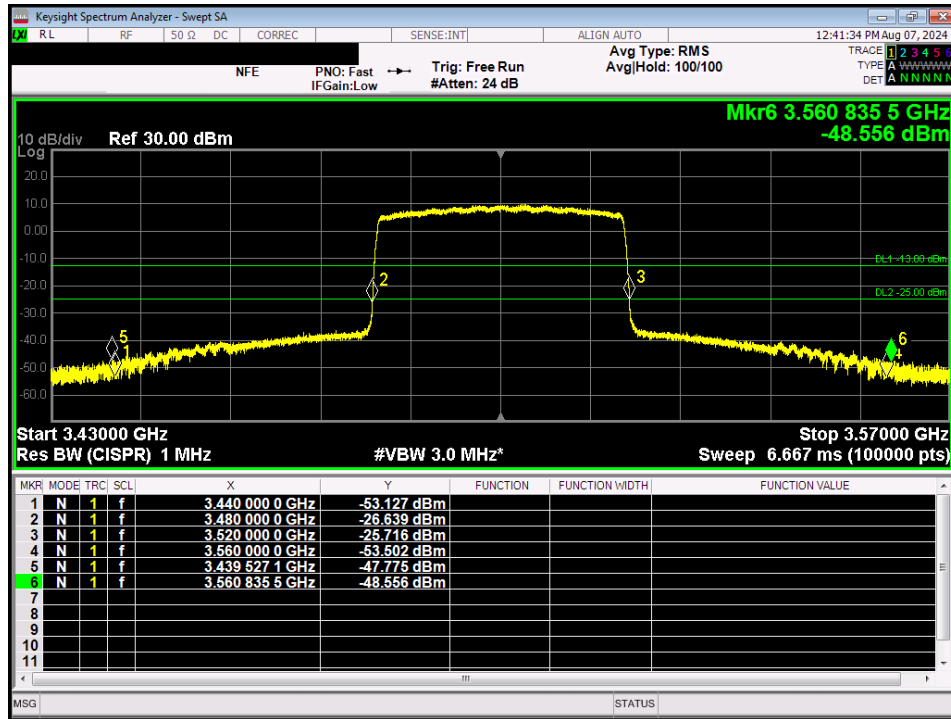 Keysight Spectrum Analyzer - Swept SA
LXI RL RF 50 Ω DC CORREC SENSE:INT ALIGN AUTO 12:41:34 PM Aug 07, 2024
NFE PNO: Fast Trig: Free Run Avg Type: RMS TRACE 1 2 3 4 5 6
IFGain:Low #Atten: 24 dB Avg|Hold: 100/100 TYPE A WWWWW
DET A N N N N N
Mkr6 3.560 835 5 GHz
-48.556 dBm
10 dB/div Ref 30.00 dBm
Log
20.0
10.0
0.00
-10.0
DL1 -13.00 dBm
2
3
-20.0
DL2 -25.00 dBm
-30.0
-40.0
5
6
1
4
-50.0
-60.0
Start 3.43000 GHz Stop 3.57000 GHz
Res BW (CISPR) 1 MHz #VBW 3.0 MHz* Sweep 6.667 ms (100000 pts)
MKR MODE TRC SCL X Y FUNCTION FUNCTION WIDTH FUNCTION VALUE
1 N 1 f 3.440 000 0 GHz -53.127 dBm
2 N 1 f 3.480 000 0 GHz -26.639 dBm
3 N 1 f 3.520 000 0 GHz -25.716 dBm
4 N 1 f 3.560 000 0 GHz -53.502 dBm
5 N 1 f 3.439 527 1 GHz -47.775 dBm
6 N 1 f 3.560 835 5 GHz -48.556 dBm
7
8
9
10
11
MSG STATUS